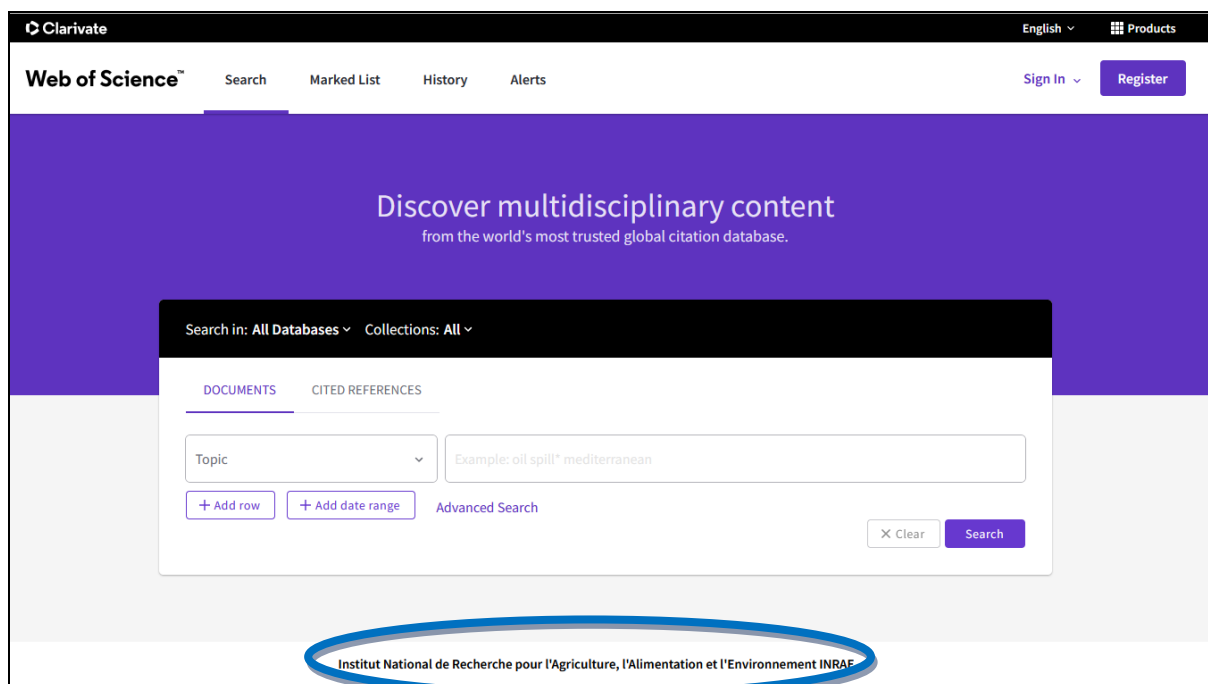 Clarivate English Products
Web of Science™ Search Marked List History Alerts Sign In Register
Discover multidisciplinary content
from the world's most trusted global citation database.
Search in: All Databases Collections: All
DOCUMENTS CITED REFERENCES
Topic Example: oil spill* mediterranean
+ Add row + Add date range Advanced Search
× Clear Search
Institut National de Recherche pour l'Agriculture, l'Alimentation et l'Environnement INRAE